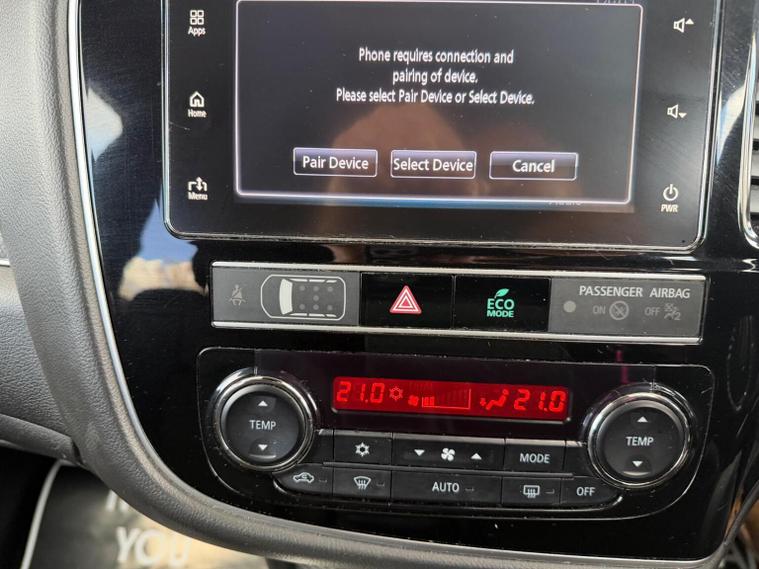 Apps
Phone requires connection and
pairing of device.
Please select Pair Device or Select Device.
Home
Pair Device
Select Device
Cancel
Menu
PWR
ECO
MODE
PASSENGER AIRBAG
ON
OFF
2
21.0
21.0
TEMP
TEMP
MODE
AUTO
OFF
YOU